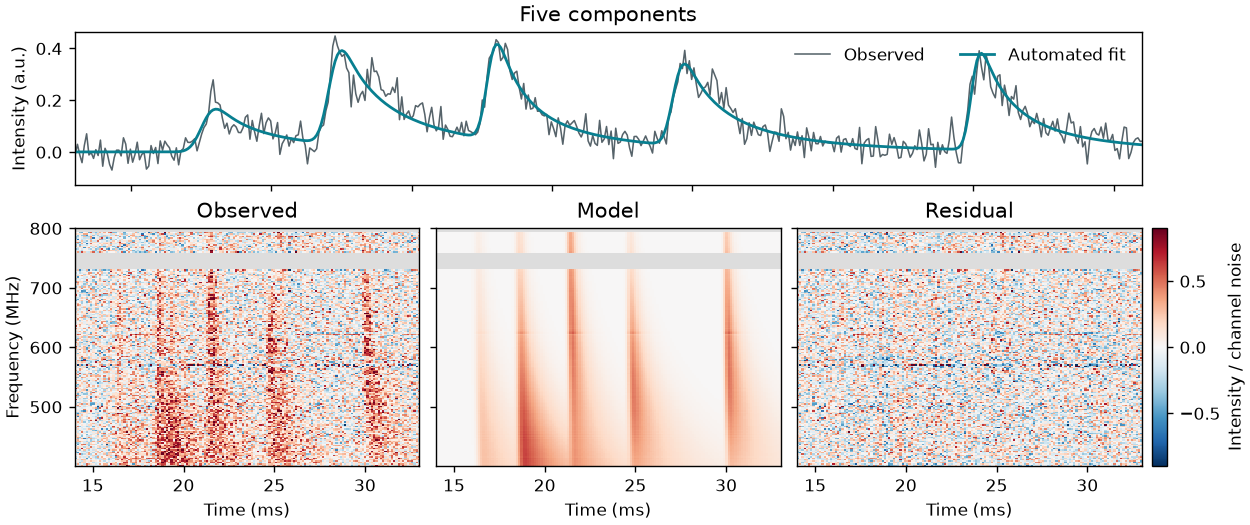 Five components
Intensity (a.u.)
0.4
0.2
0.0
Observed
Automated fit
Observed
Model
Residual
Frequency (MHz)
800
700
600
500
15 20 25 30
15 20 25 30
15 20 25 30
Time (ms)
Time (ms)
Time (ms)
0.5
0.0
−0.5
Intensity / channel noise